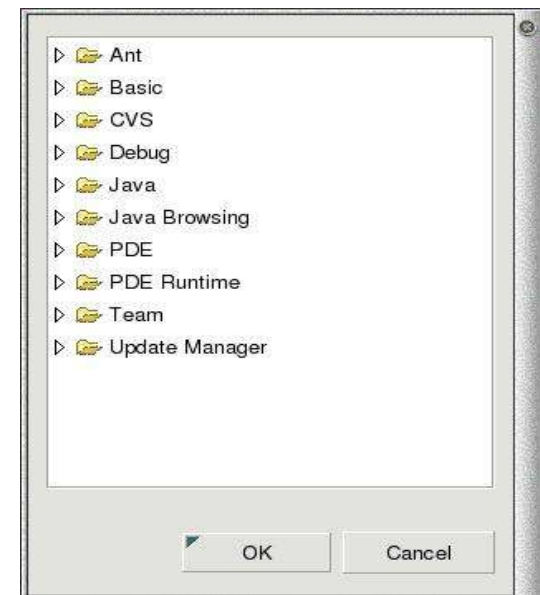 Ant
Basic
CVS
Debug
Java
Java Browsing
PDE
PDE Runtime
Team
Update Manager
OK Cancel